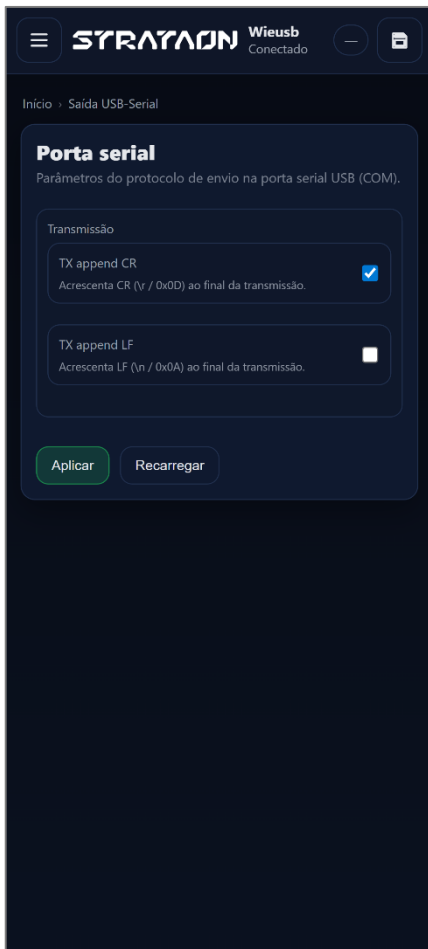 STRATAON
Wieusb
Conectado
—
Início › Saída USB-Serial
Porta serial
Parâmetros do protocolo de envio na porta serial USB (COM).
Transmissão
TX append CR
Acrescenta CR (\r / 0x0D) ao final da transmissão.
TX append LF
Acrescenta LF (\n / 0x0A) ao final da transmissão.
Aplicar
Recarregar